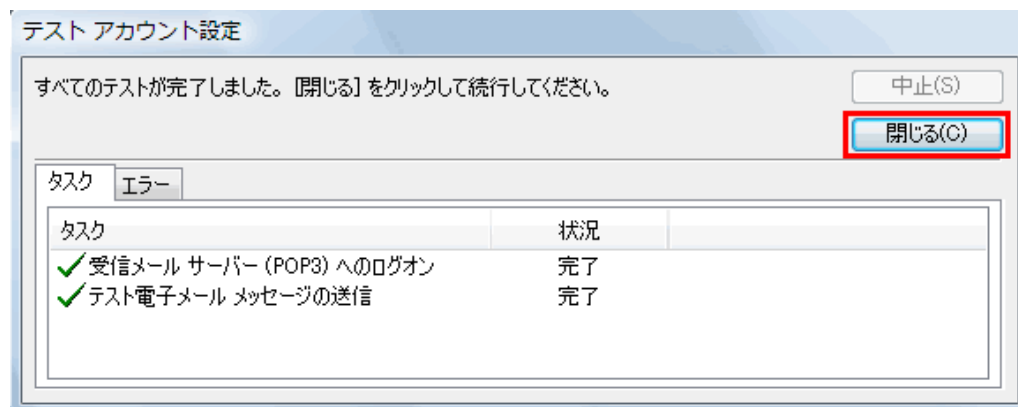 テスト アカウント設定
すべてのテストが完了しました。[閉じる] をクリックして続行してください。
中止(S)
閉じる(C)
タスク エラー
タスク 状況
受信メール サーバー (POP3) へのログオン 完了
テスト電子メール メッセージの送信 完了